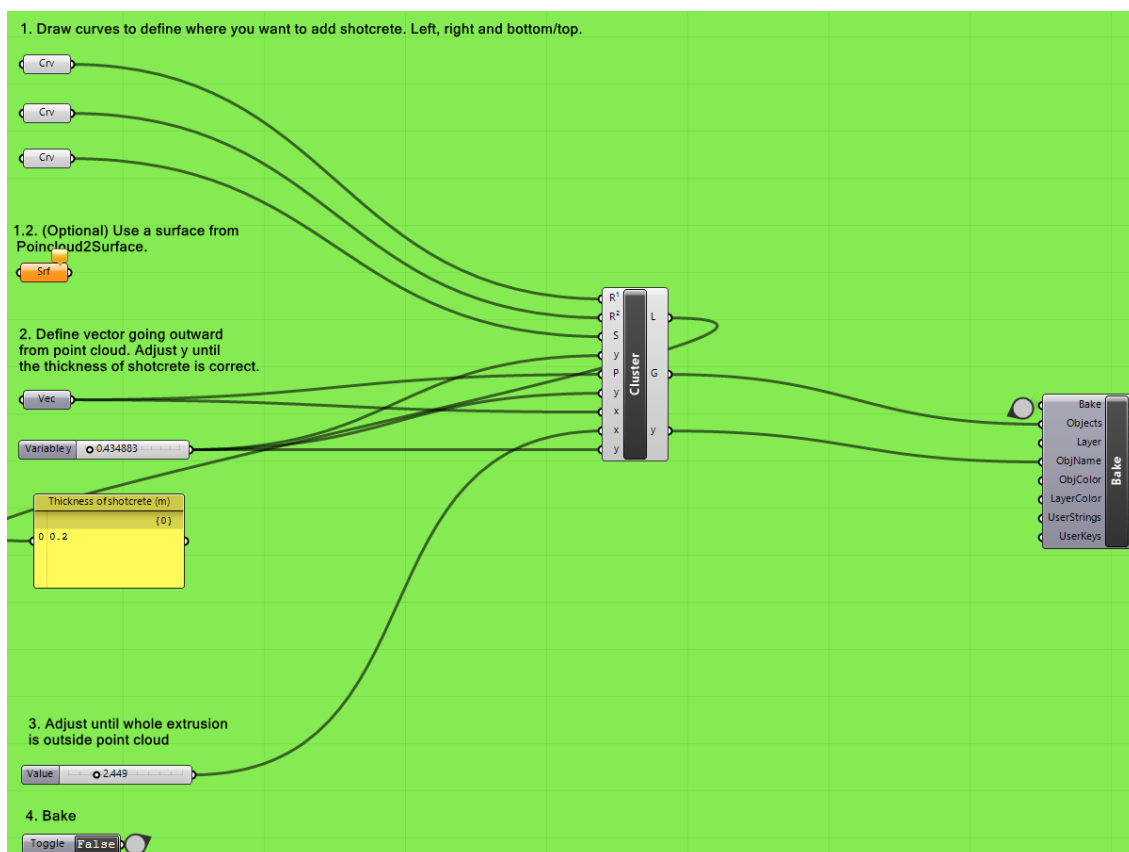 1. Draw curves to define where you want to add shotcrete. Left, right and bottom/top.
Crv
Crv
Crv
1.2. (Optional) Use a surface from
Poincloud2Surface.
Srf
2. Define vector going outward
from point cloud. Adjust y until
the thickness of shotcrete is correct.
Vec
Variable y 0.434883
Thickness of shotcrete (m)
{0}
0 0.2
3. Adjust until whole extrusion
is outside point cloud
Value 2.449
4. Bake
Toggle False
R¹
R²
S
y
P
y
x
x
y
Cluster
L
G
y
Bake
Objects
Layer
ObjName
ObjColor
LayerColor
UserStrings
UserKeys
Bake